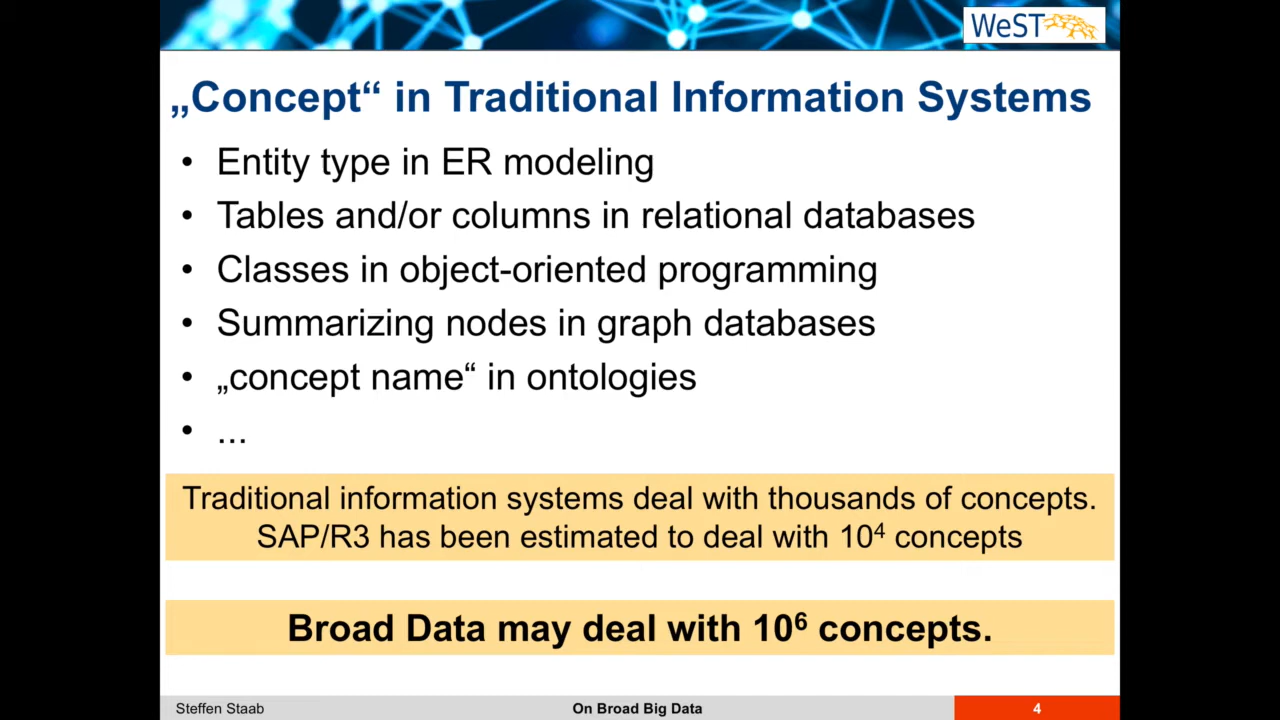 WeST
„Concept“ in Traditional Information Systems
• Entity type in ER modeling
• Tables and/or columns in relational databases
• Classes in object-oriented programming
• Summarizing nodes in graph databases
• „concept name“ in ontologies
• ...
Traditional information systems deal with thousands of concepts.
SAP/R3 has been estimated to deal with 10⁴ concepts
Broad Data may deal with 10⁶ concepts.
Steffen Staab On Broad Big Data 4